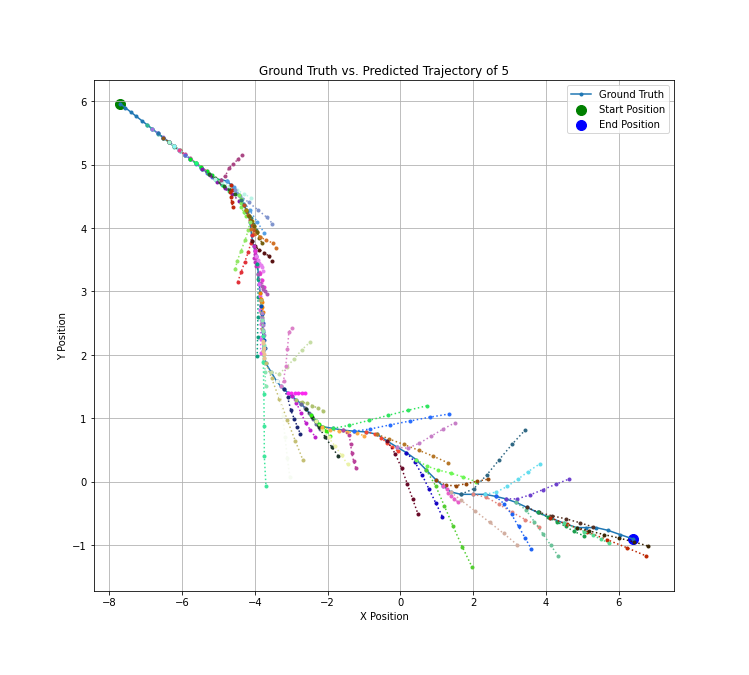 Ground Truth vs. Predicted Trajectory of 5
Ground Truth
Start Position
End Position
Y Position
6
5
4
3
2
1
0
−1
−8
−6
−4
−2
0
2
4
6
X Position